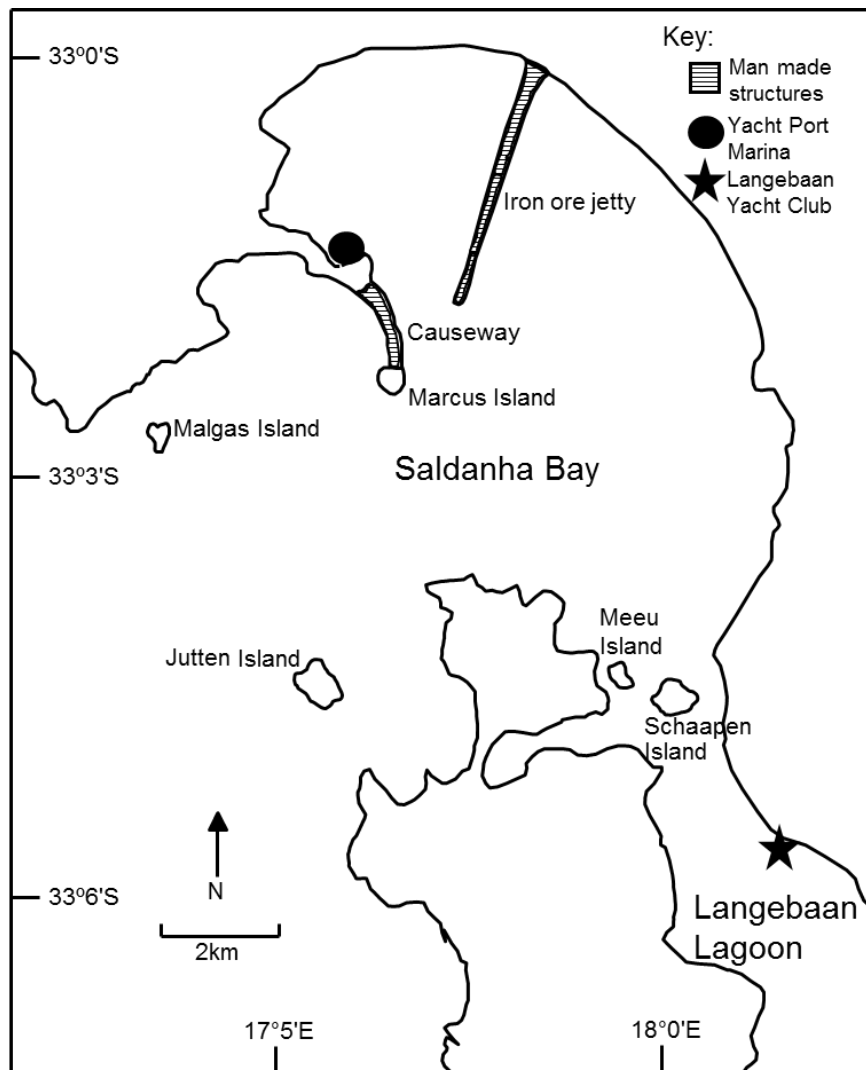 33°0'S
Key:
Man made
structures
Yacht Port
Marina
Langebaan
Yacht Club
Iron ore jetty
Causeway
Marcus Island
Malgas Island
33°3'S
Saldanha Bay
Meeu
Island
Jutten Island
Schaapen
Island
N
33°6'S
2km
Langebaan
Lagoon
17°5'E
18°0'E